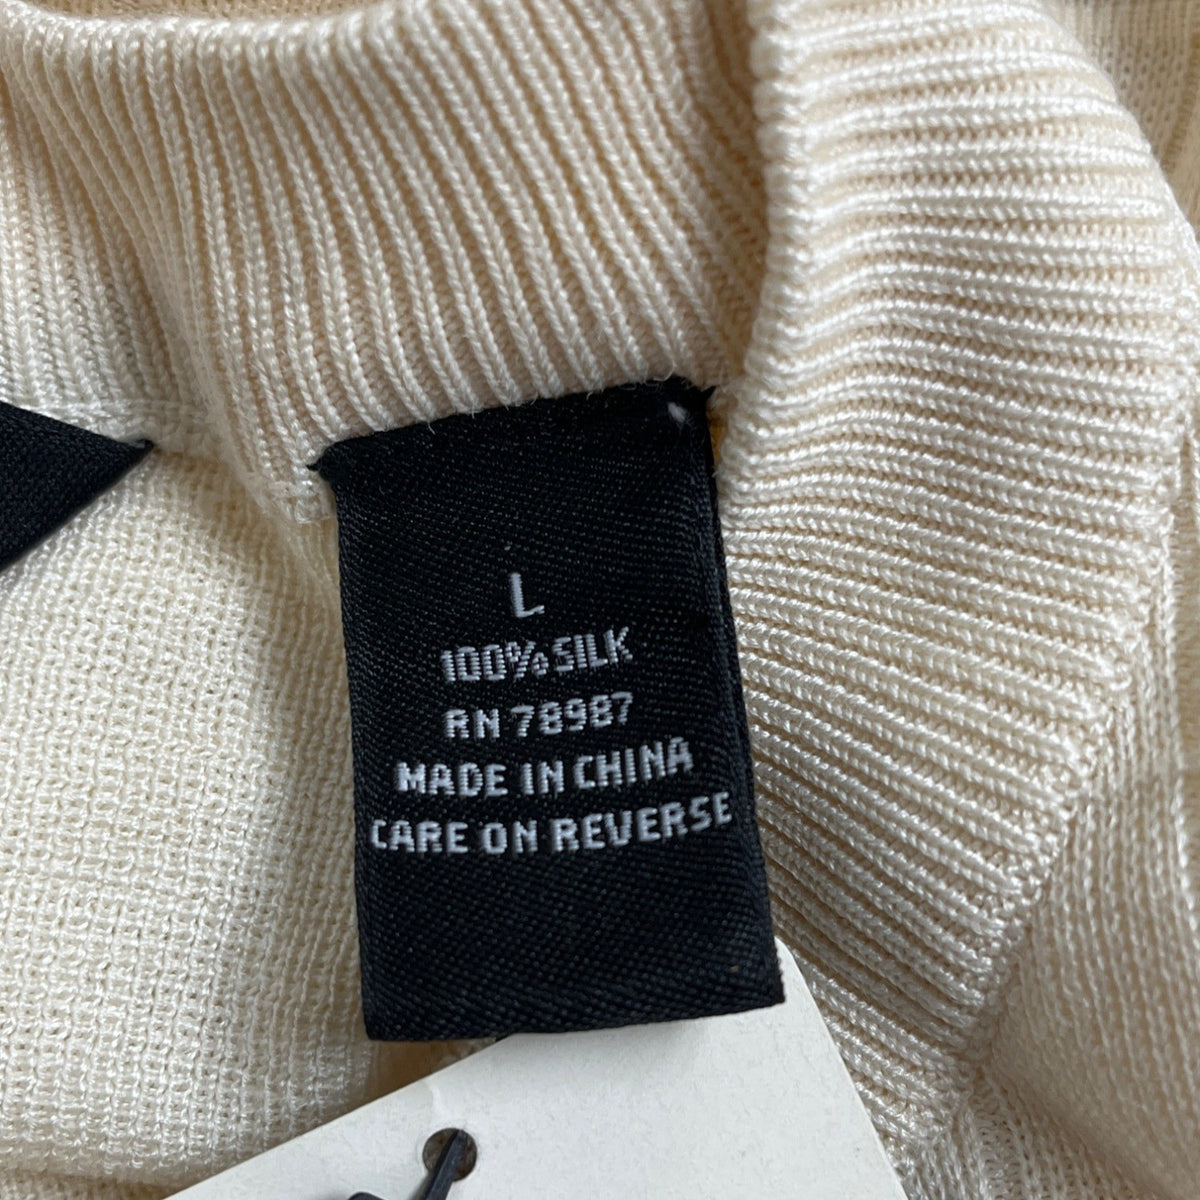 L
100% SILK
RN 78987
MADE IN CHINA
CARE ON REVERSE